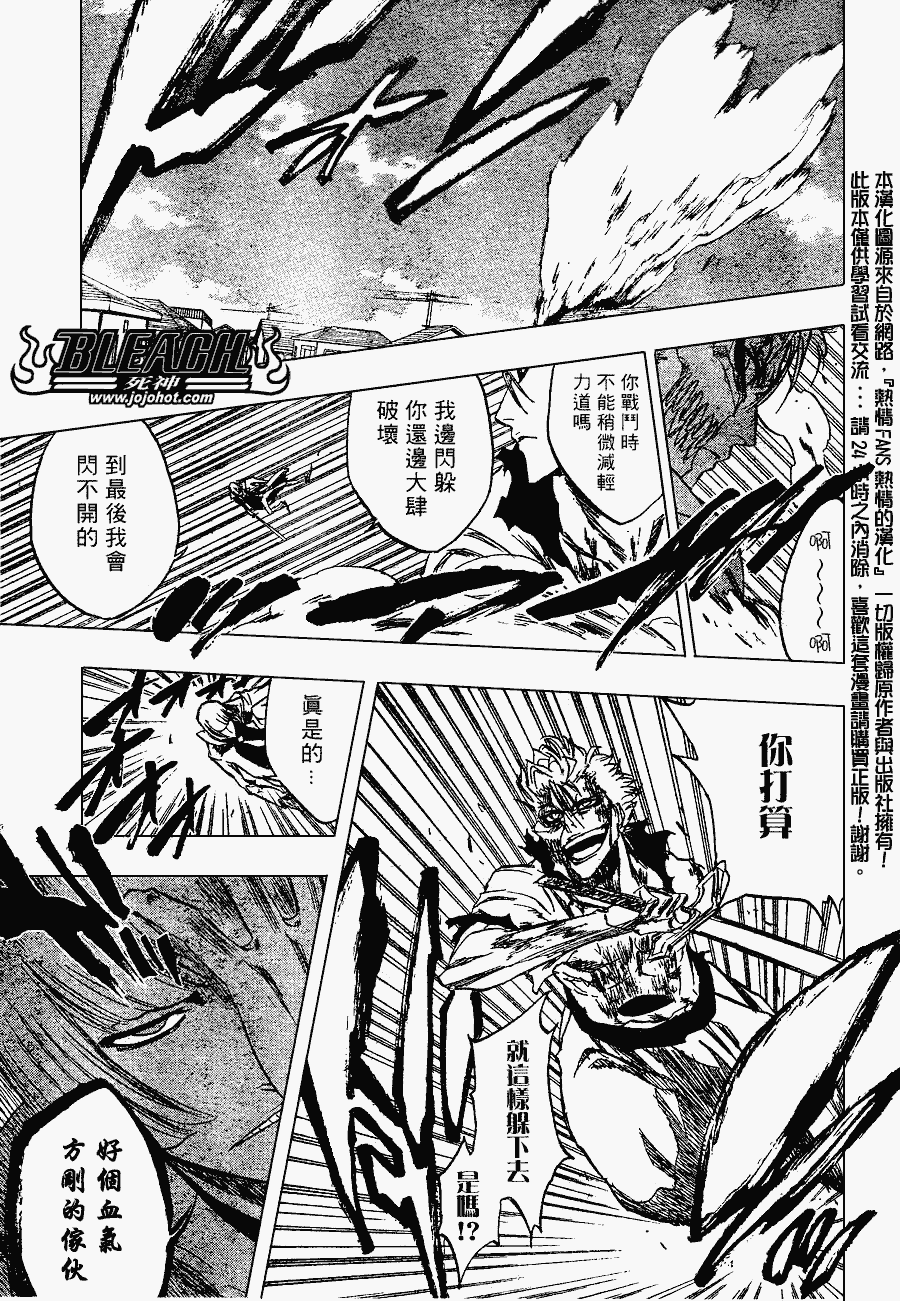 本漢化圖源來自於網路，『熱情FANS熱情的漢化』一切版權歸原作者與出版社擁有！
此版本僅供學習試看交流… 請24 時之內消除，喜歡這套漫畫請購買正版！謝謝。
BLEACH
死神
www.jojohot.com
啊～～～～啊
你戰鬥時
不能稍微減輕
力道嗎
我邊閃躲
你還邊大肆
破壞
到最後我會
閃不開的
你打算
就這樣躲下去
是嗎!?
真是的…
好個血氣
方剛的傢伙